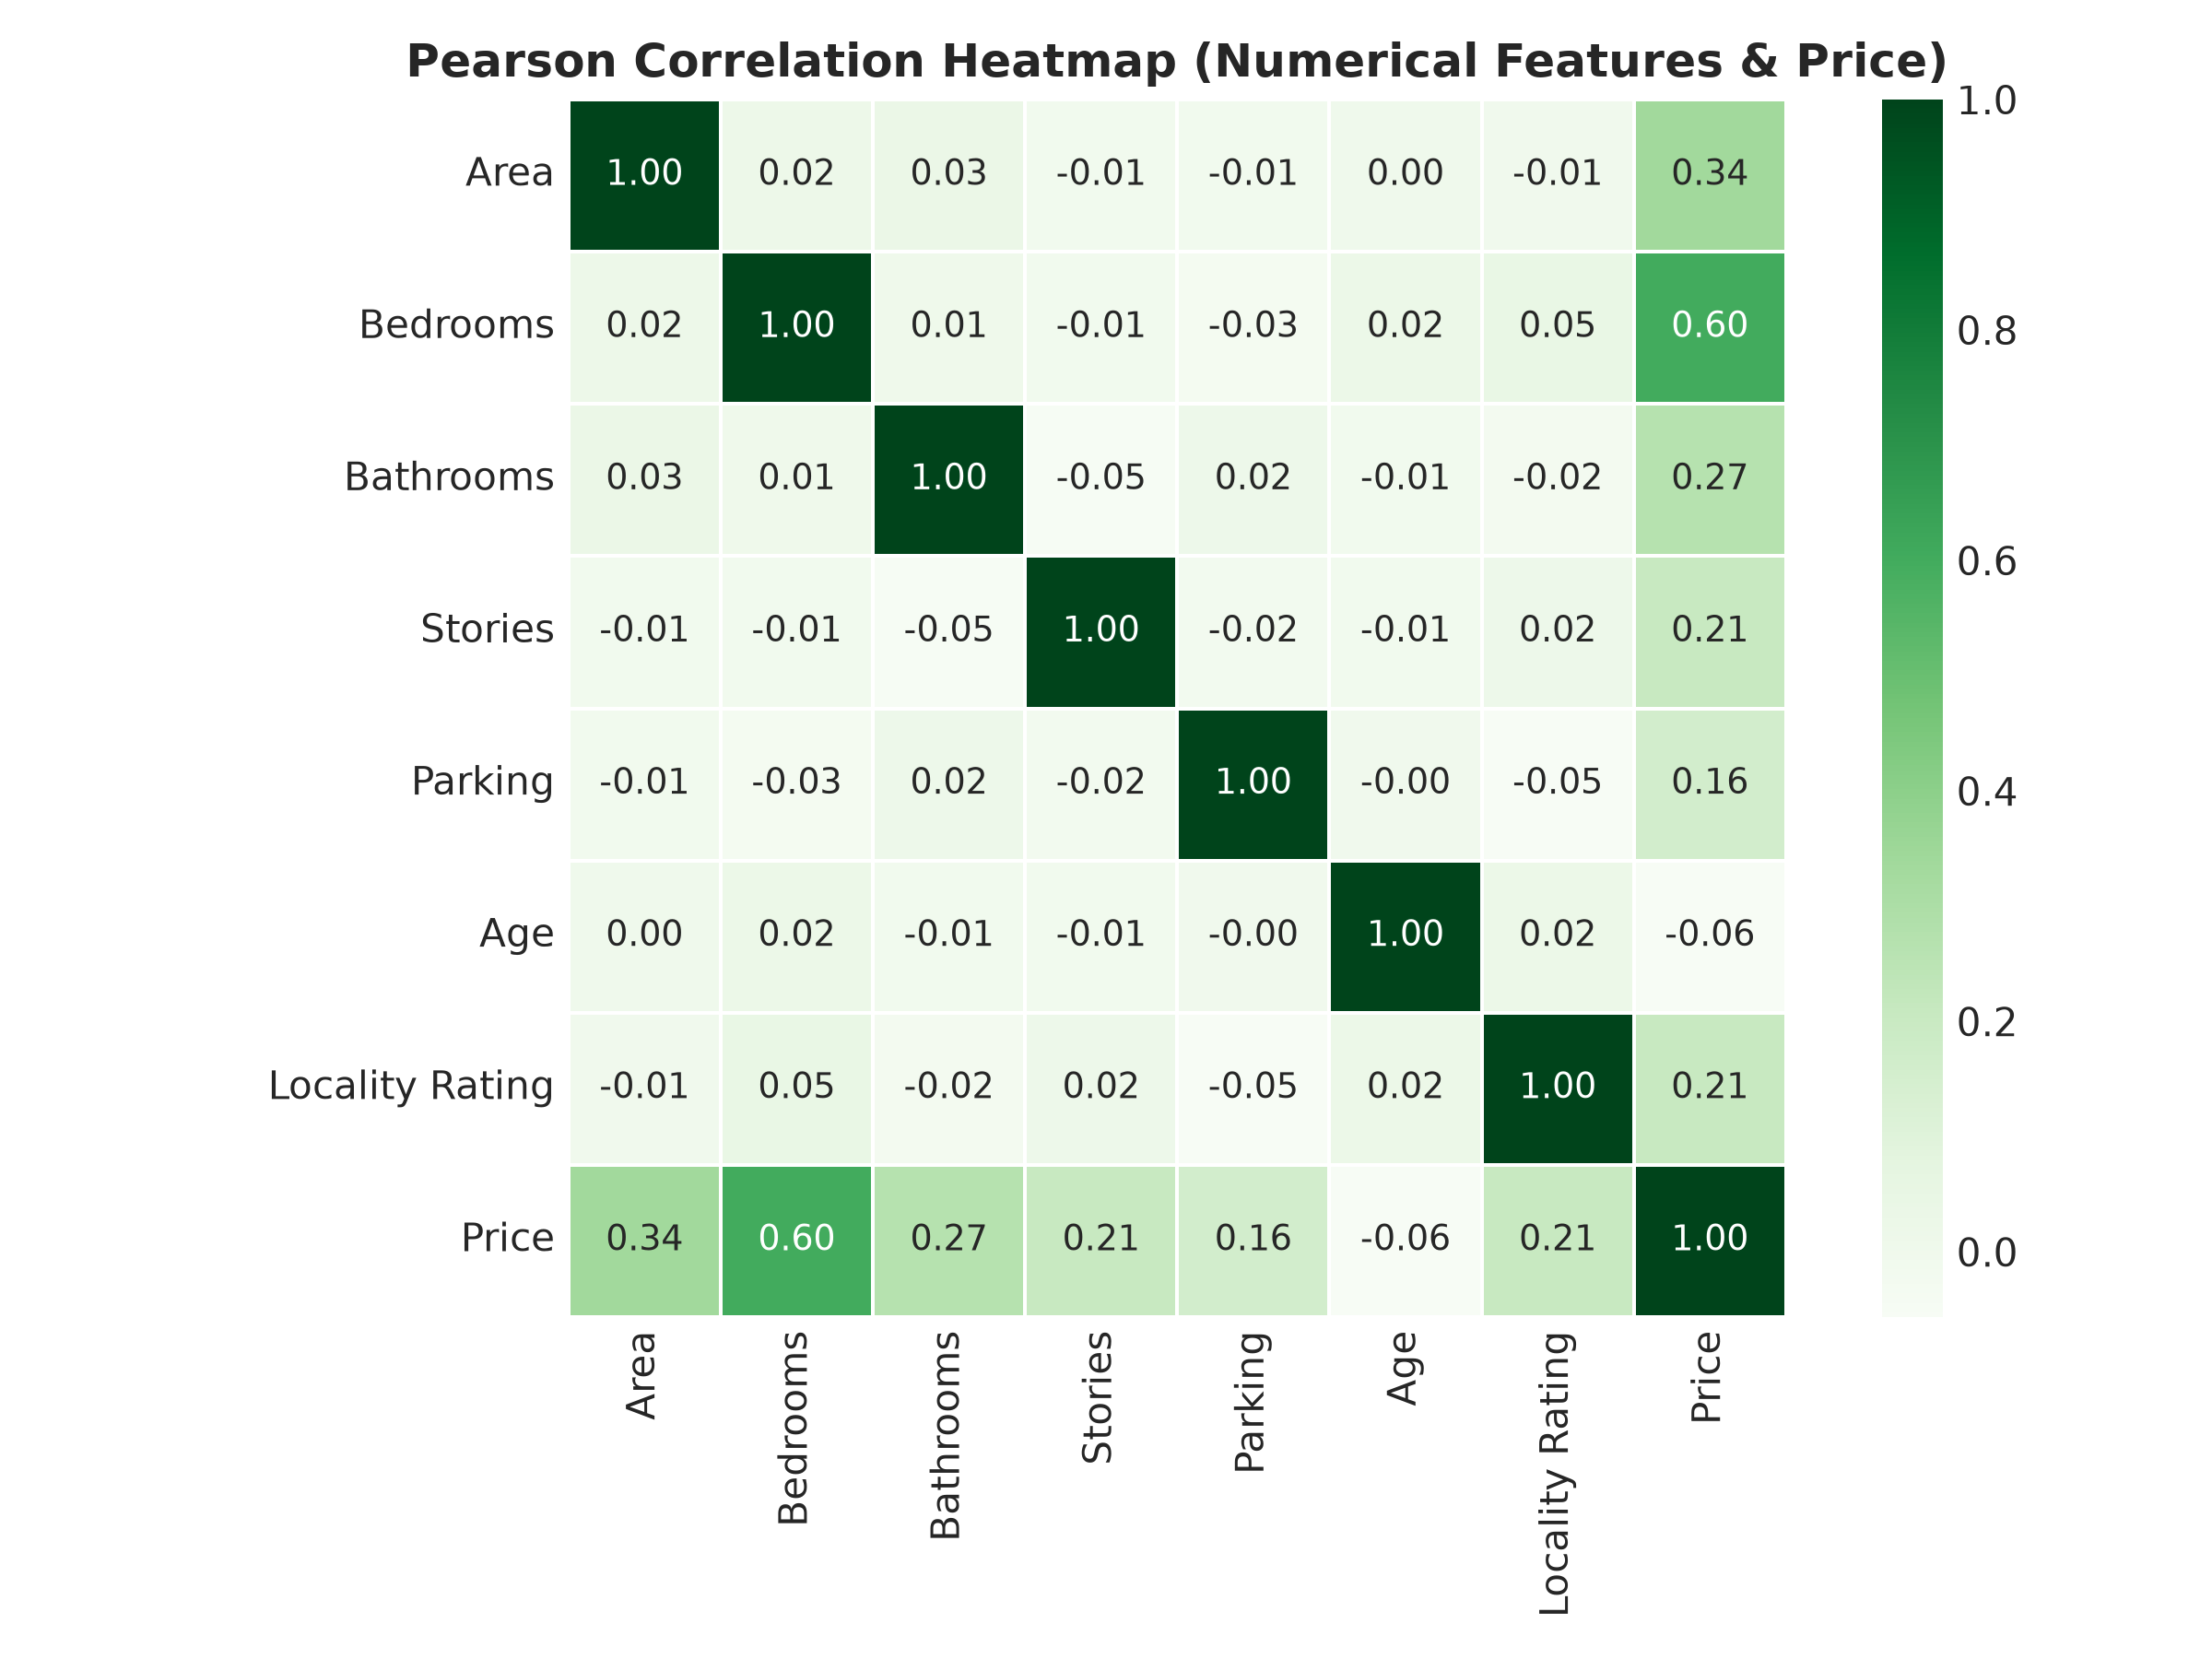 Pearson Correlation Heatmap (Numerical Features & Price)
Area 1.00 0.02 0.03 -0.01 -0.01 0.00 -0.01 0.34
Bedrooms 0.02 1.00 0.01 -0.01 -0.03 0.02 0.05 0.60
Bathrooms 0.03 0.01 1.00 -0.05 0.02 -0.01 -0.02 0.27
Stories -0.01 -0.01 -0.05 1.00 -0.02 -0.01 0.02 0.21
Parking -0.01 -0.03 0.02 -0.02 1.00 -0.00 -0.05 0.16
Age 0.00 0.02 -0.01 -0.01 -0.00 1.00 0.02 -0.06
Locality Rating -0.01 0.05 -0.02 0.02 -0.05 0.02 1.00 0.21
Price 0.34 0.60 0.27 0.21 0.16 -0.06 0.21 1.00
Area Bedrooms Bathrooms Stories Parking Age Locality Rating Price
1.0
0.8
0.6
0.4
0.2
0.0